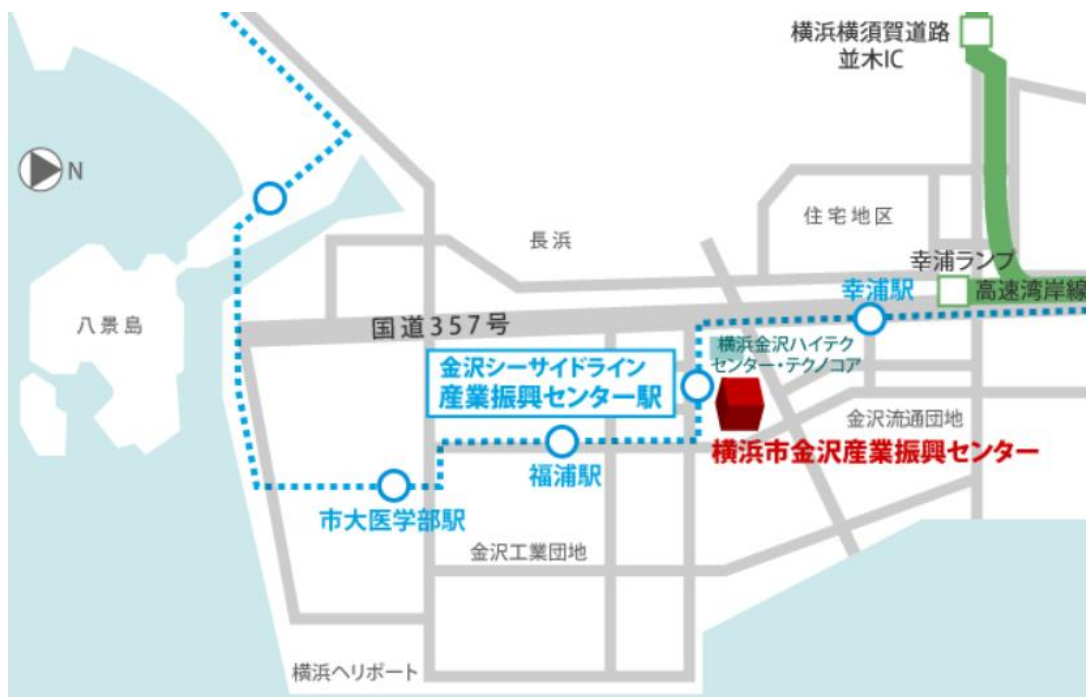 横浜横須賀道路
並木IC
N
住宅地区
長浜
幸浦ランプ
高速湾岸線
幸浦駅
八景島
国道357号
横浜金沢ハイテク
センター・テクノコア
金沢シーサイドライン
産業振興センター駅
金沢流通団地
横浜市金沢産業振興センター
福浦駅
市大医学部駅
金沢工業団地
横浜ヘリポート